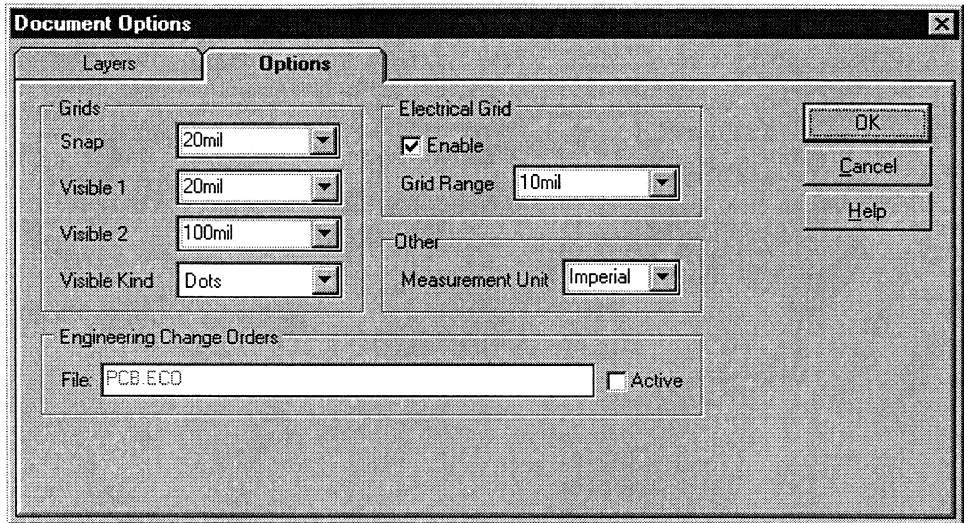 Document Options
Layers
Options
Grids
Snap
20mil
Visible 1
20mil
Visible 2
100mil
Visible Kind
Dots
Electrical Grid
Enable
Grid Range
10mil
Other
Measurement Unit
Imperial
Engineering Change Orders
File:
PCB.ECO
Active
OK
Cancel
Help